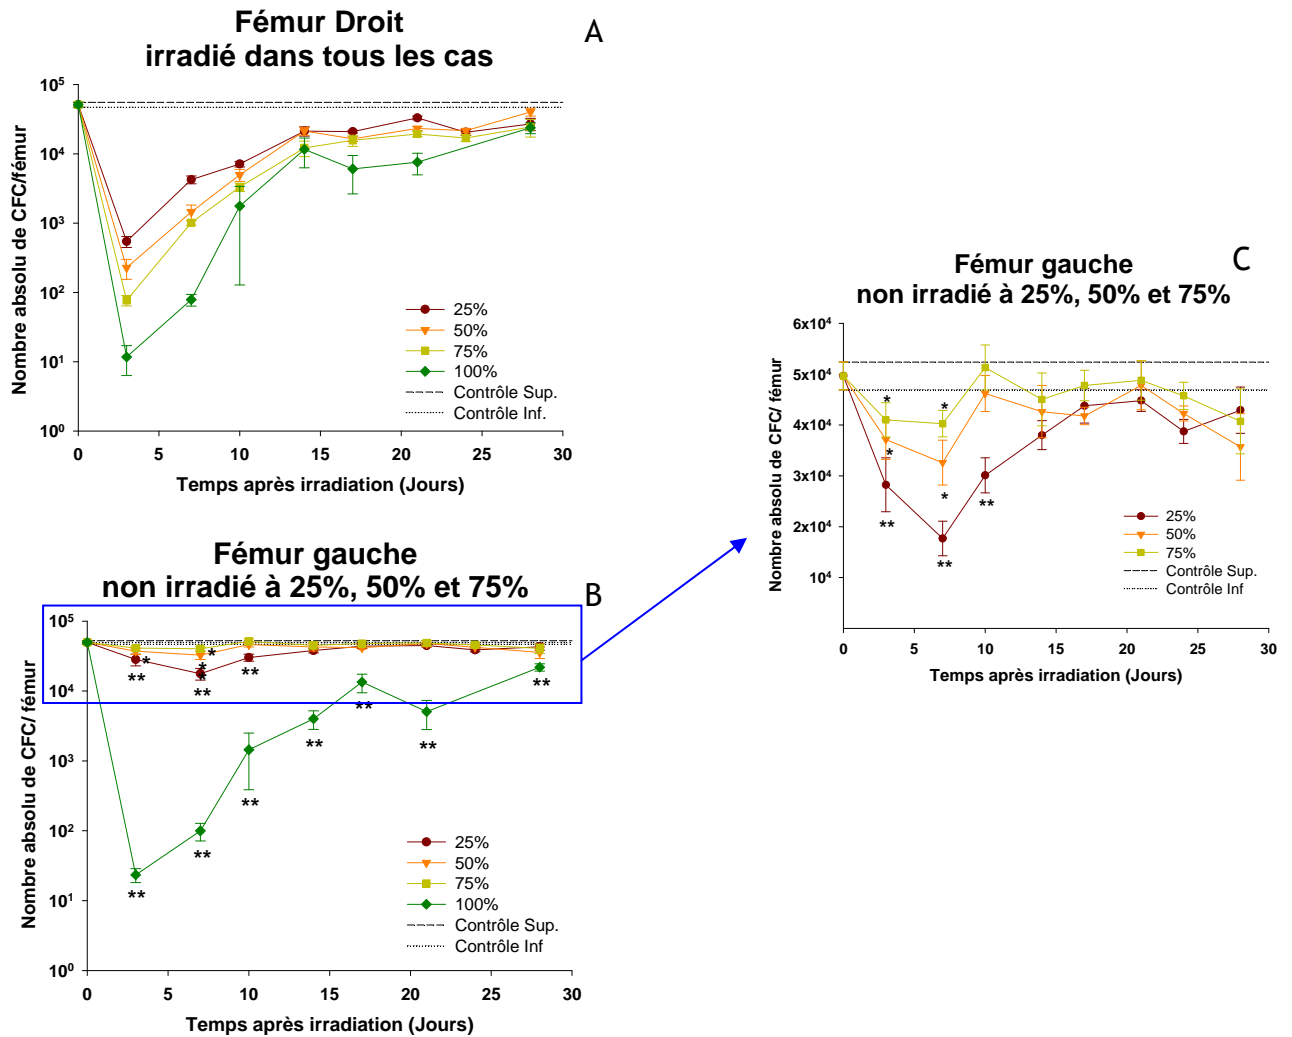 Fémur Droit
irradié dans tous les cas
A
Nombre absolu de CFC/fémur
10⁵
10⁴
10³
10²
10¹
10⁰
25%
50%
75%
100%
Contrôle Sup.
Contrôle Inf.
0 5 10 15 20 25 30
Temps après irradiation (Jours)
Fémur gauche
non irradié à 25%, 50% et 75%
B
Nombre absolu de CFC/ fémur
10⁵
10⁴
10³
10²
10¹
10⁰
* * *
** ** ** ** ** ** **
** ** **
25%
50%
75%
100%
Contrôle Sup.
Contrôle Inf
0 5 10 15 20 25 30
Temps après irradiation (Jours)
Fémur gauche
non irradié à 25%, 50% et 75%
C
Nombre absolu de CFC/ fémur
6x10⁴
5x10⁴
4x10⁴
3x10⁴
2x10⁴
10⁴
* *
* *
** ** **
25%
50%
75%
Contrôle Sup.
Contrôle Inf
0 5 10 15 20 25 30
Temps après irradiation (Jours)